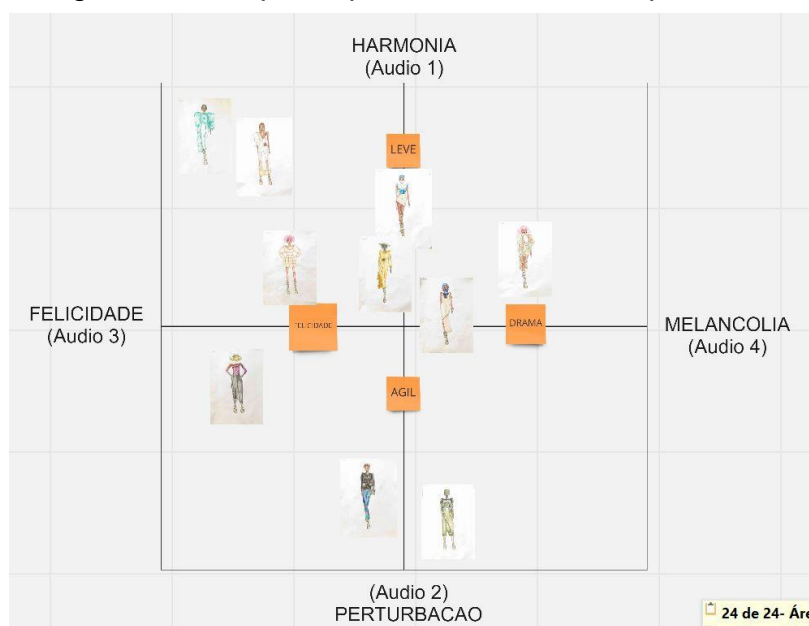 HARMONIA
(Audio 1)
LEVE
FELICIDADE
(Audio 3)
FELICIDADE
DRAMA
MELANCOLIA
(Audio 4)
AGIL
(Audio 2)
PERTURBACAO
24 de 24- Áre